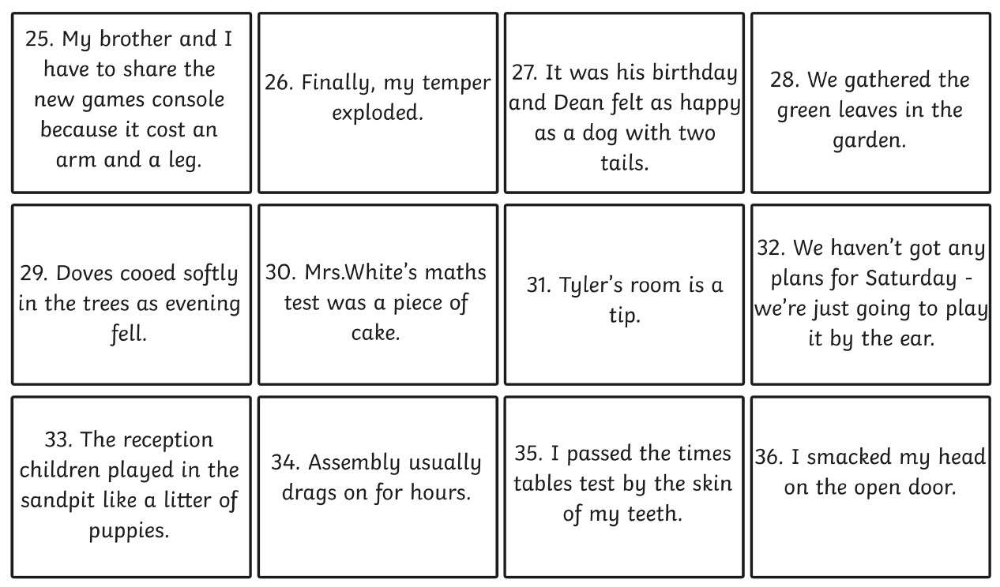 25. My brother and I
have to share the
new games console
because it cost an
arm and a leg.
26. Finally, my temper
exploded.
27. It was his birthday
and Dean felt as happy
as a dog with two
tails.
28. We gathered the
green leaves in the
garden.
29. Doves cooed softly
in the trees as evening
fell.
30. Mrs.White’s maths
test was a piece of
cake.
31. Tyler’s room is a
tip.
32. We haven’t got any
plans for Saturday -
we’re just going to play
it by the ear.
33. The reception
children played in the
sandpit like a litter of
puppies.
34. Assembly usually
drags on for hours.
35. I passed the times
tables test by the skin
of my teeth.
36. I smacked my head
on the open door.